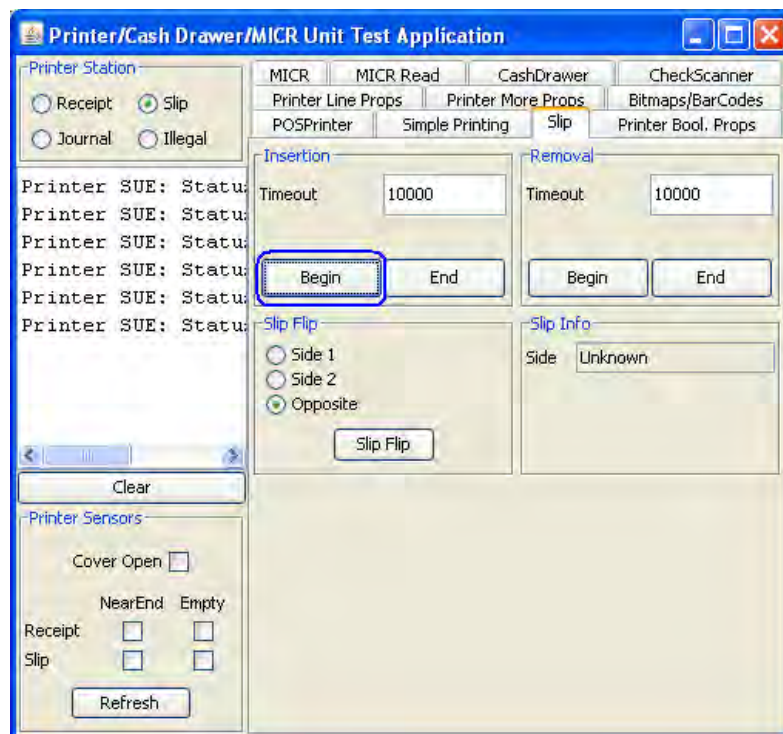 Printer/Cash Drawer/MICR Unit Test Application
Printer Station
Receipt Slip
Journal Illegal
MICR MICR Read CashDrawer CheckScanner
Printer Line Props Printer More Props Bitmaps/BarCodes
POSPrinter Simple Printing Slip Printer Bool. Props
Printer SUE: Statu
Printer SUE: Statu
Printer SUE: Statu
Printer SUE: Statu
Printer SUE: Statu
Printer SUE: Statu
Clear
Printer Sensors
Cover Open
NearEnd Empty
Receipt
Slip
Refresh
Insertion
Timeout 10000
Begin End
Removal
Timeout 10000
Begin End
Slip Flip
Side 1
Side 2
Opposite
Slip Flip
Slip Info
Side Unknown